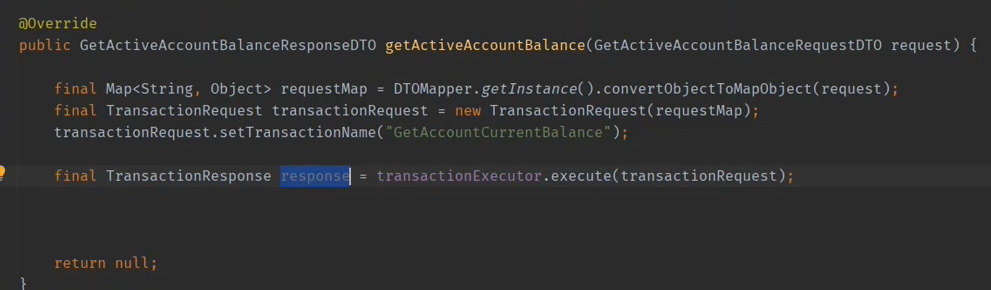 @Override
public GetActiveAccountBalanceResponseDTO getActiveAccountBalance(GetActiveAccountBalanceRequestDTO request) {
final Map<String, Object> requestMap = DTOMapper.getInstance().convertObjectToMapObject(request);
final TransactionRequest transactionRequest = new TransactionRequest(requestMap);
transactionRequest.setTransactionName("GetAccountCurrentBalance");
final TransactionResponse response = transactionExecutor.execute(transactionRequest);
return null;
}